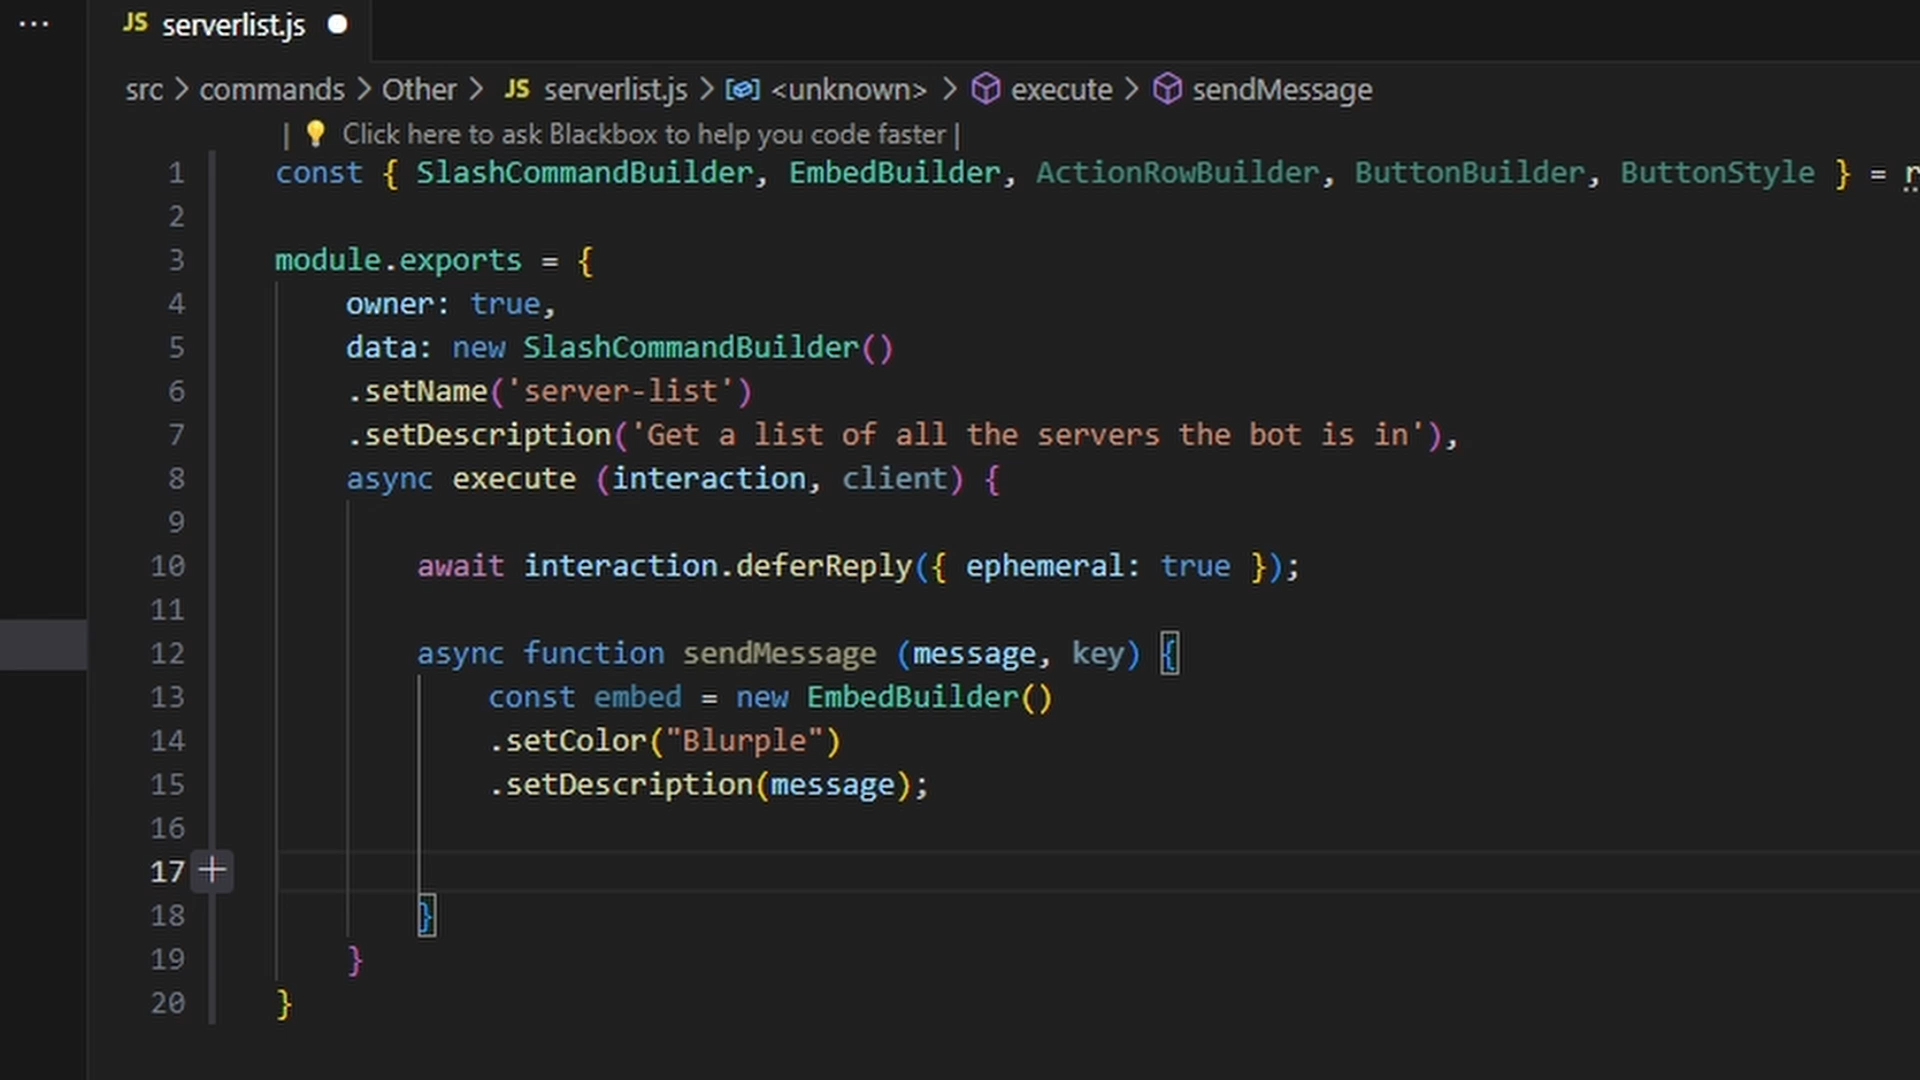 ··· JS serverlist.js
src > commands > Other > JS serverlist.js > <unknown> > execute > sendMessage
| 💡 Click here to ask Blackbox to help you code faster |
1 const { SlashCommandBuilder, EmbedBuilder, ActionRowBuilder, ButtonBuilder, ButtonStyle } = r
2
3 module.exports = {
4     owner: true,
5     data: new SlashCommandBuilder()
6     .setName('server-list')
7     .setDescription('Get a list of all the servers the bot is in'),
8     async execute (interaction, client) {
9
10         await interaction.deferReply({ ephemeral: true });
11
12         async function sendMessage (message, key) {
13             const embed = new EmbedBuilder()
14             .setColor("Blurple")
15             .setDescription(message);
16
17 +
18         }
19     }
20 }